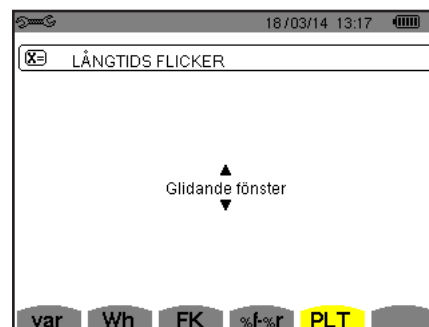 18/03/14 13:17
X= LÅNGTIDS FLICKER
Glidande fönster
var Wh FK %f-%r PLT